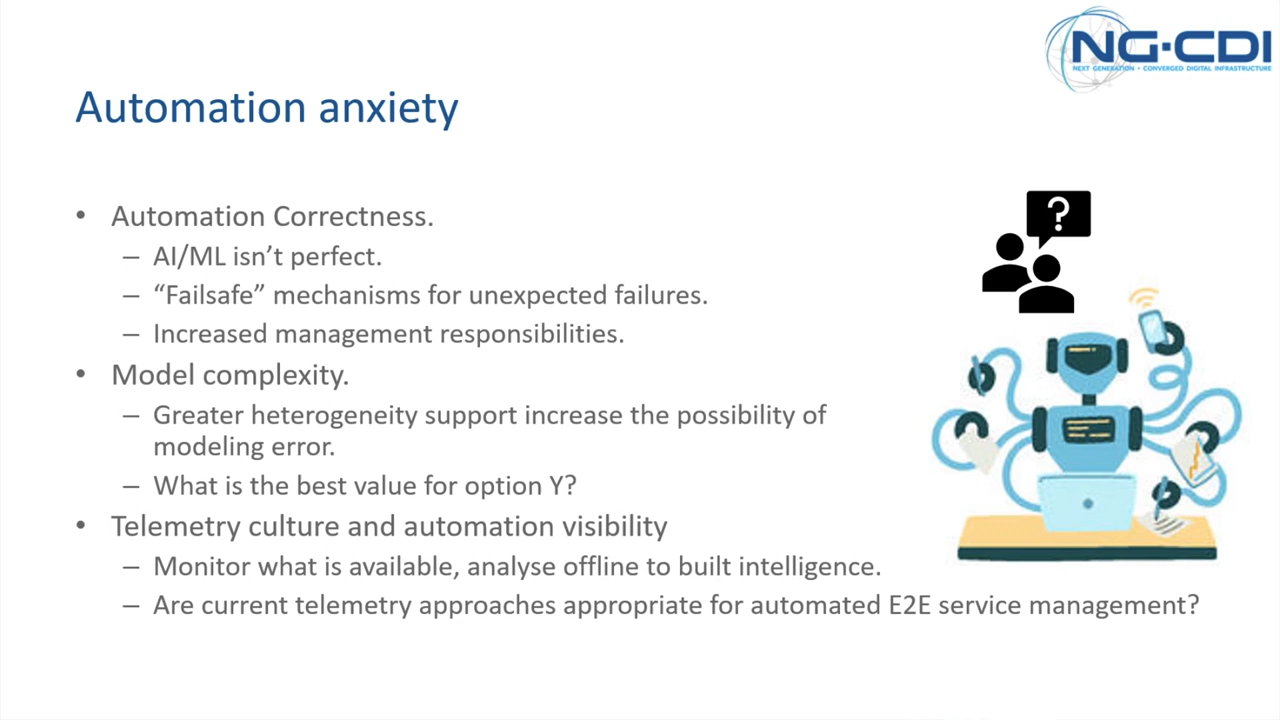 NG·CDI
NEXT GENERATION · CONVERGED DIGITAL INFRASTRUCTURE
Automation anxiety
• Automation Correctness.
– AI/ML isn’t perfect.
– “Failsafe” mechanisms for unexpected failures.
– Increased management responsibilities.
• Model complexity.
– Greater heterogeneity support increase the possibility of
modeling error.
– What is the best value for option Y?
• Telemetry culture and automation visibility
– Monitor what is available, analyse offline to built intelligence.
– Are current telemetry approaches appropriate for automated E2E service management?
?